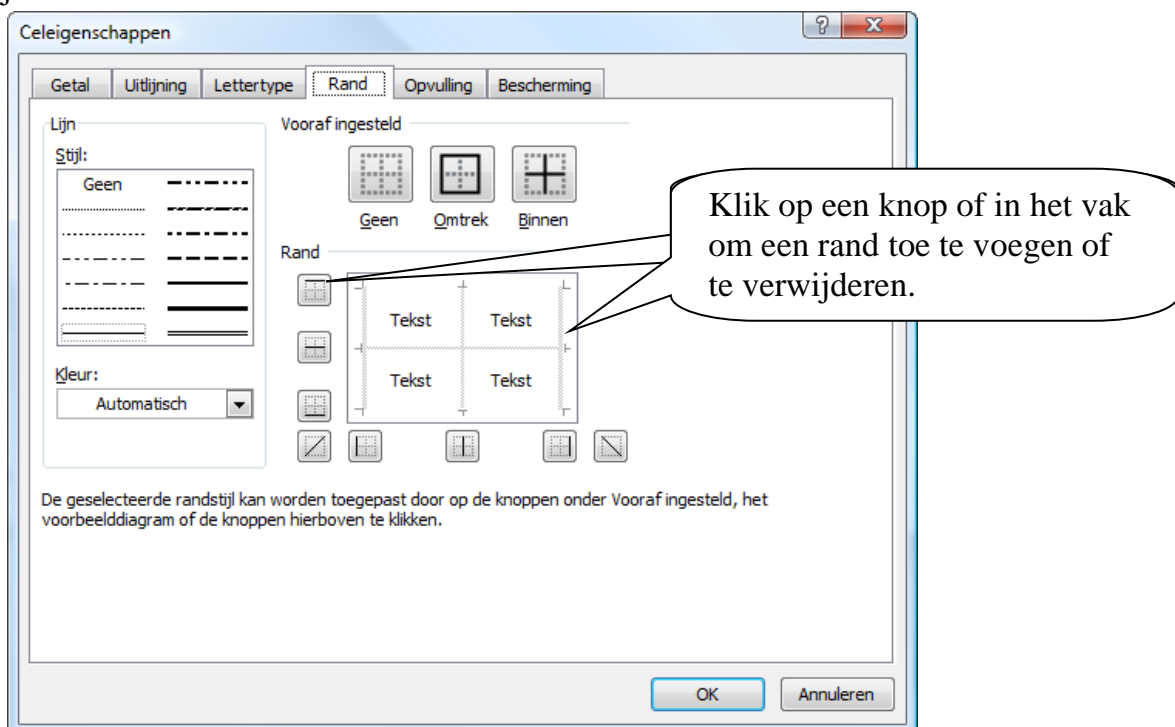 j
Celeigenschappen
Getal Uitlijning Lettertype Rand Opvulling Bescherming
Lijn
Stijl:
Geen
Kleur:
Automatisch
Vooraf ingesteld
Geen Omtrek Binnen
Rand
Tekst Tekst
Tekst Tekst
Klik op een knop of in het vak
om een rand toe te voegen of
te verwijderen.
De geselecteerde randstijl kan worden toegepast door op de knoppen onder Vooraf ingesteld, het
voorbeelddiagram of de knoppen hierboven te klikken.
OK Annuleren